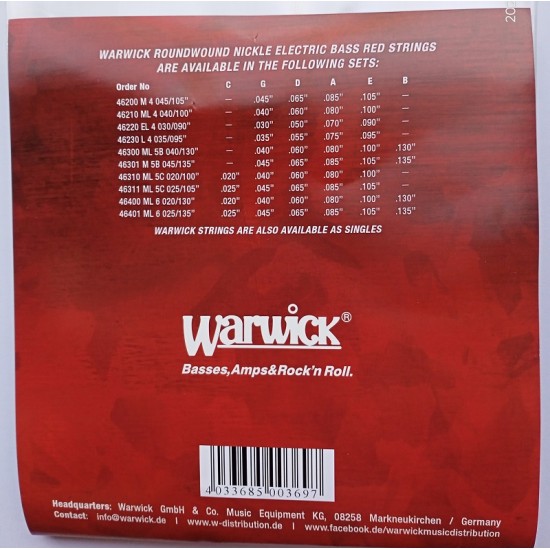 WARWICK ROUNDWOUND NICKLE ELECTRIC BASS RED STRINGS
ARE AVAILABLE IN THE FOLLOWING SETS:
Order No C G D A E B
46200 M 4 045/105" – .045" .065" .085" .105" –
46210 ML 4 040/100" – .040" .060" .080" .100" –
46220 EL 4 030/090" – .030" .050" .070" .090" –
46230 L 4 035/095" – .035" .055" .075" .095" –
46300 ML 5B 040/130" – .040" .060" .080" .100" .130"
46301 M 5B 045/135" – .045" .065" .085" .105" .135"
46310 ML 5C 020/100" .020" .040" .060" .080" .100" –
46311 ML 5C 025/105" .025" .045" .065" .085" .105" –
46400 ML 6 020/130" .020" .040" .060" .080" .100" .130"
46401 ML 6 025/135" .025" .045" .065" .085" .105" .135"
WARWICK STRINGS ARE ALSO AVAILABLE AS SINGLES
Warwick®
Basses,Amps&Rock'n Roll.
4 033685 003697
Headquarters: Warwick GmbH & Co. Music Equipment KG, 08258 Markneukirchen / Germany
Contact: info@warwick.de | www.w-distribution.de | www.facebook.de/warwickmusicdistribution